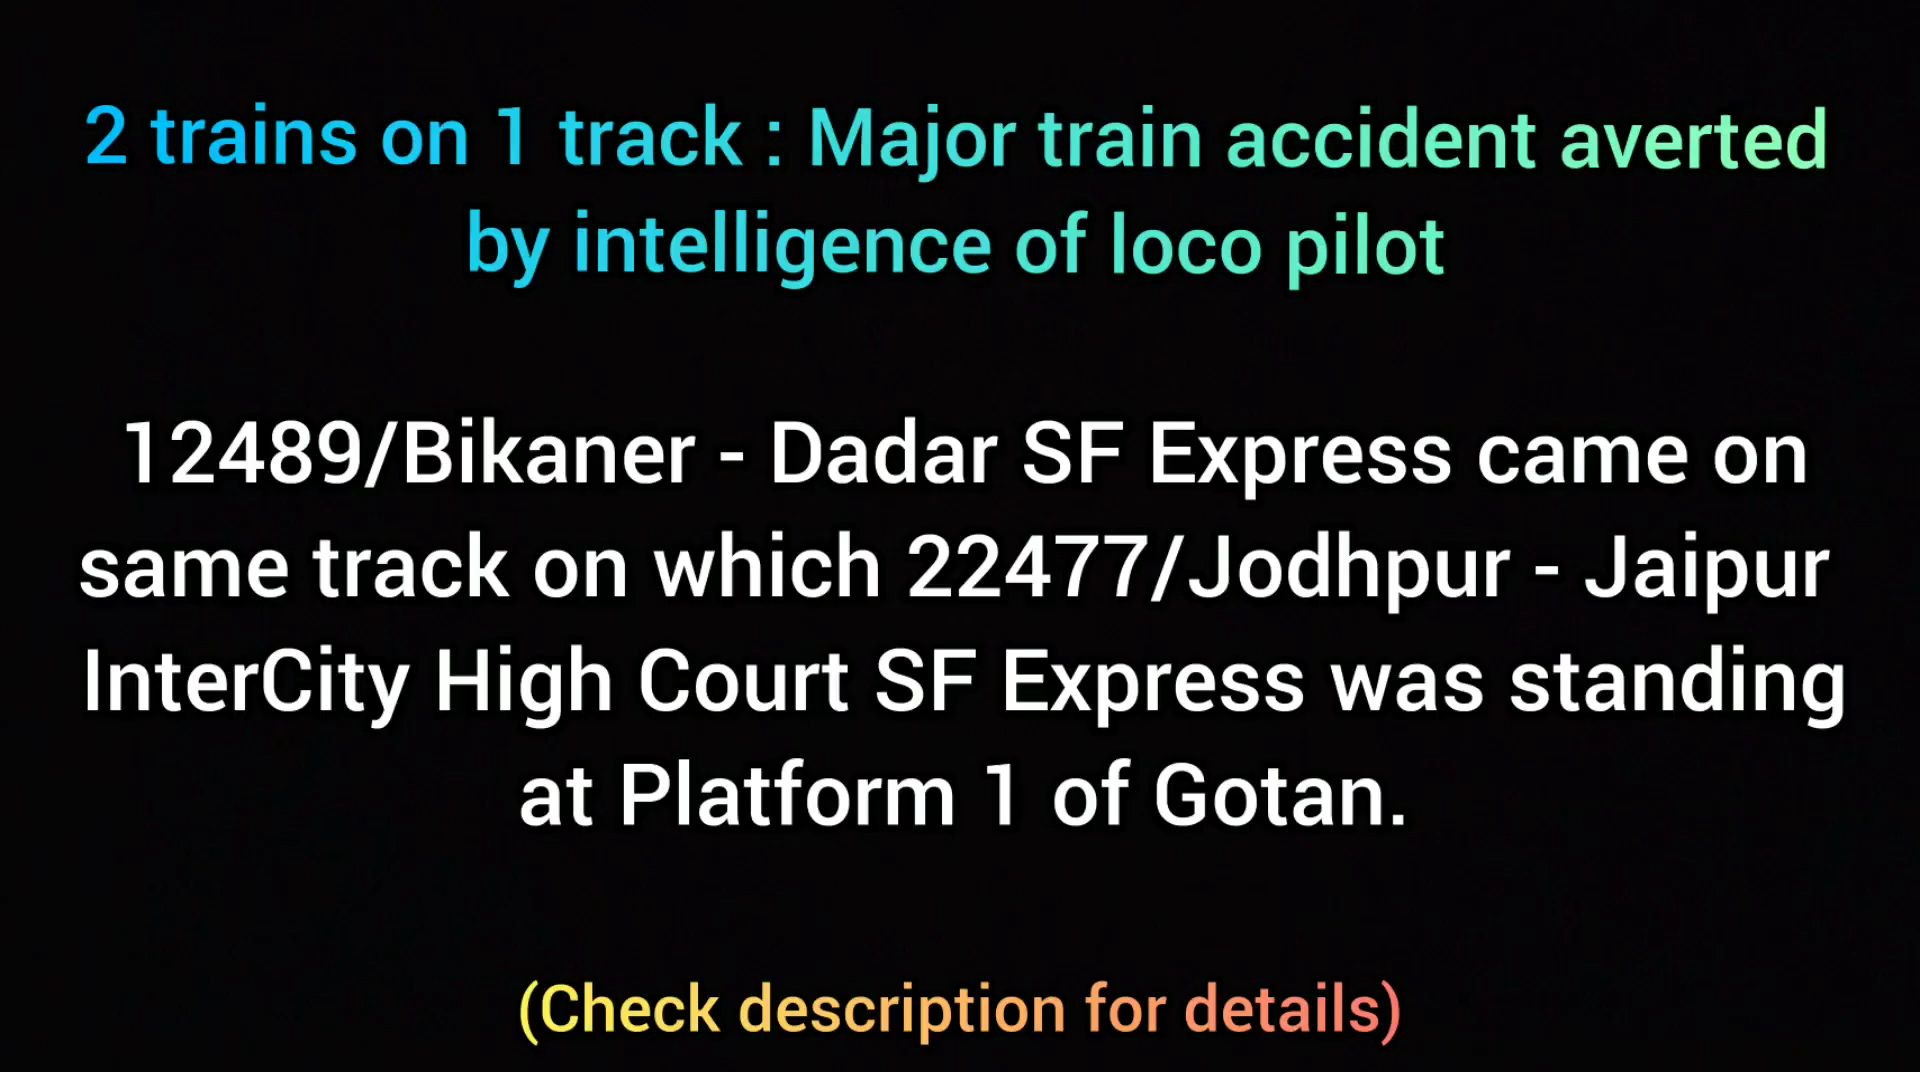 2 trains on 1 track : Major train accident averted
by intelligence of loco pilot
12489/Bikaner - Dadar SF Express came on
same track on which 22477/Jodhpur - Jaipur
InterCity High Court SF Express was standing
at Platform 1 of Gotan.
(Check description for details)